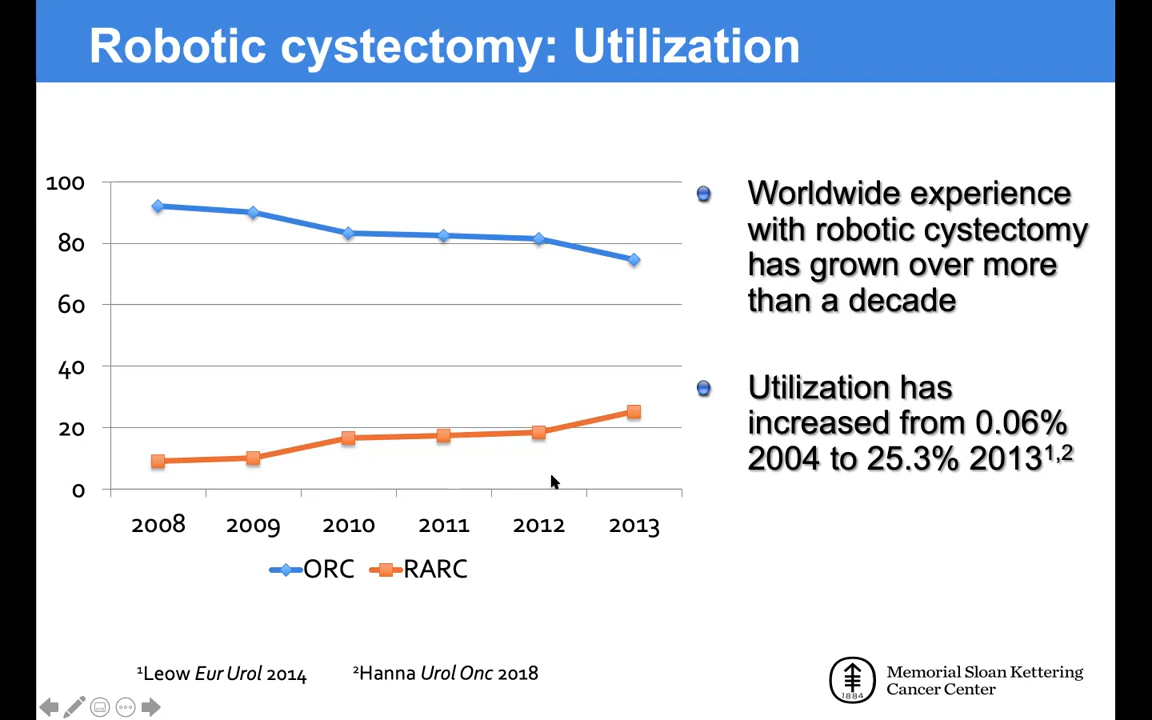 Robotic cystectomy: Utilization
100
80
60
40
20
0
2008 2009 2010 2011 2012 2013
ORC RARC
Worldwide experience
with robotic cystectomy
has grown over more
than a decade
Utilization has
increased from 0.06%
2004 to 25.3% 2013¹,²
¹Leow Eur Urol 2014 ²Hanna Urol Onc 2018
1884
Memorial Sloan Kettering
Cancer Center